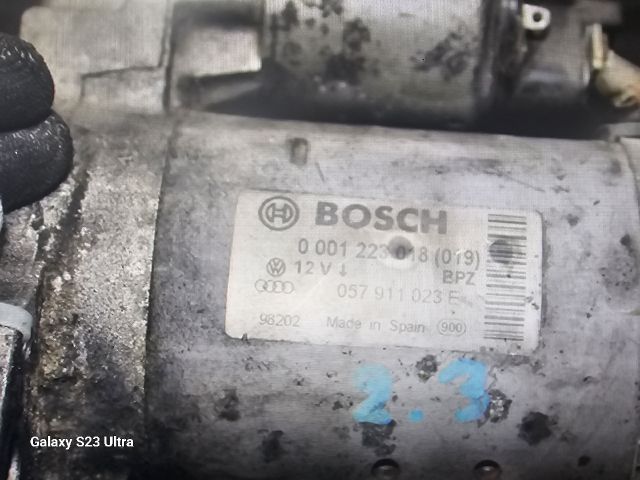 BOSCH
0 001 223 018 (019)
12 V BPZ
057 911 023 E
98202 Made in Spain 900
2.3
Galaxy S23 Ultra